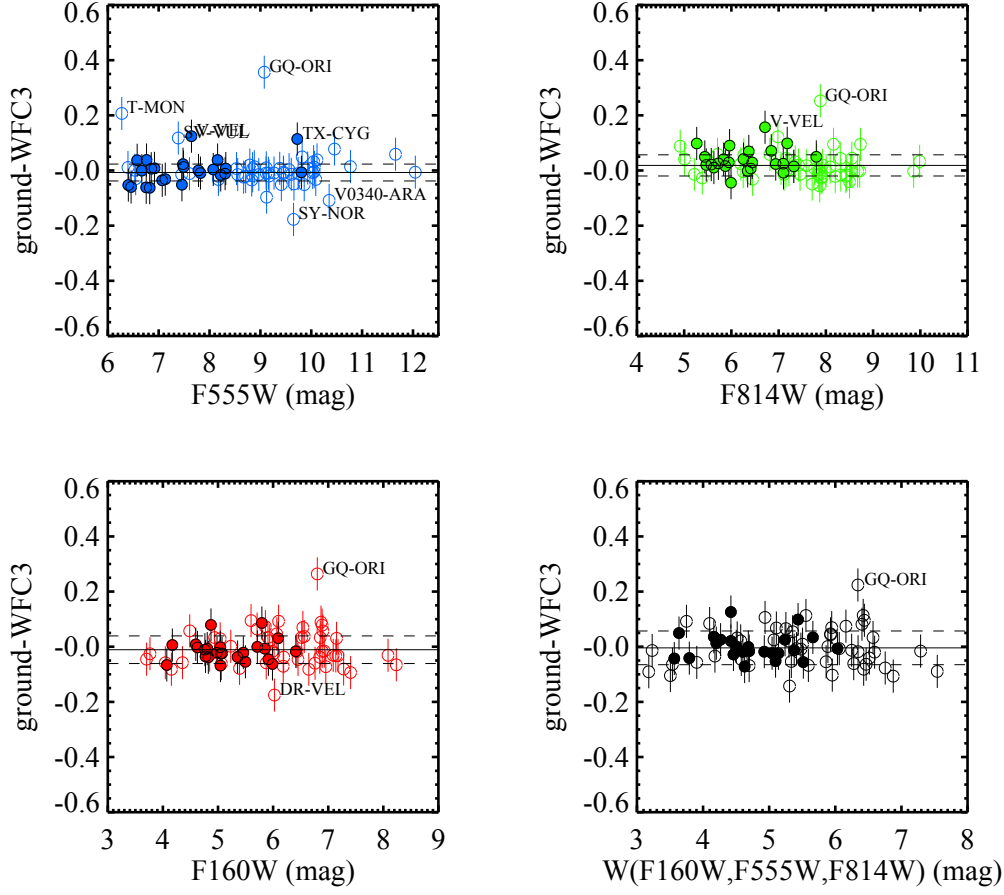 0.6
0.4
0.2
-0.0
-0.2
-0.4
-0.6
ground-WFC3
GQ-ORI
T-MON
V-VEL
TX-CYG
V0340-ARA
SY-NOR
6 7 8 9 10 11 12
F555W (mag)
0.6
0.4
0.2
-0.0
-0.2
-0.4
-0.6
ground-WFC3
GQ-ORI
V-VEL
4 5 6 7 8 9 10 11
F814W (mag)
0.6
0.4
0.2
-0.0
-0.2
-0.4
-0.6
ground-WFC3
GQ-ORI
DR-VEL
3 4 5 6 7 8 9
F160W (mag)
0.6
0.4
0.2
-0.0
-0.2
-0.4
-0.6
ground-WFC3
GQ-ORI
3 4 5 6 7 8
W(F160W,F555W,F814W) (mag)